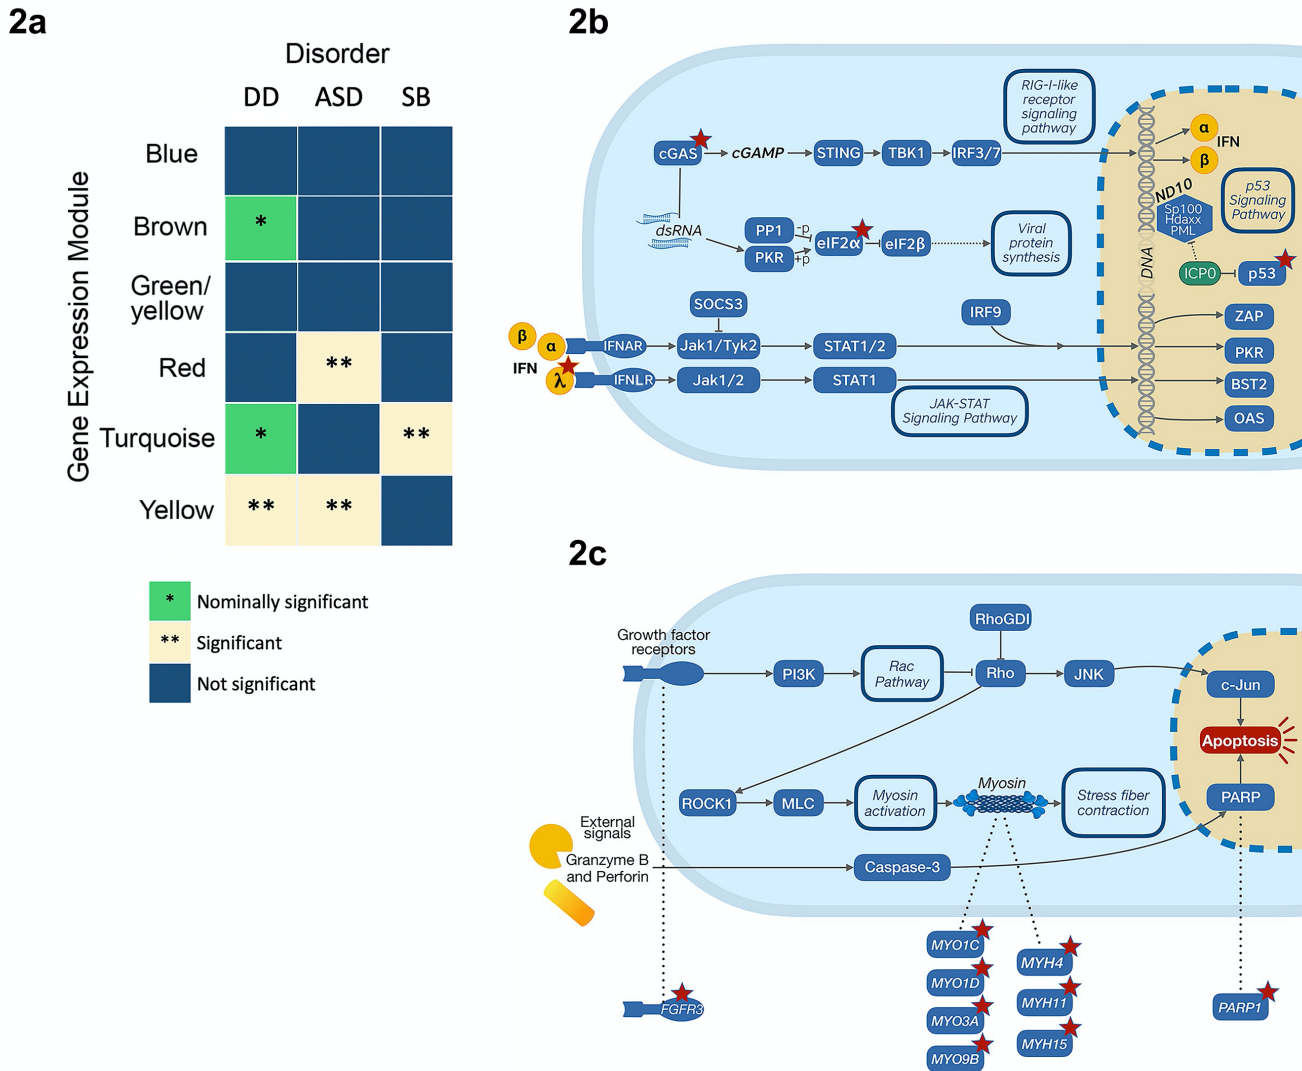 2a
Disorder
DD ASD SB
Gene Expression Module
Blue
Brown
*
Green/
yellow
Red
**
Turquoise
* **
Yellow
** **
* Nominally significant
** Significant
Not significant
2b
RIG-I-like
receptor
signaling
pathway
cGAS
cGAMP
STING
TBK1
IRF3/7
α
IFN
β
ND10
Sp100
Hdaxx
PML
p53
Signaling
Pathway
dsRNA
PP1
-p
PKR
+p
eIF2α
eIF2β
Viral
protein
synthesis
DNA
ICP0
p53
SOCS3
IRF9
ZAP
β
α
IFN
IFNAR
Jak1/Tyk2
STAT1/2
PKR
λ
IFNLR
Jak1/2
STAT1
BST2
JAK-STAT
Signaling Pathway
OAS
2c
Growth factor
receptors
RhoGDI
PI3K
Rac
Pathway
Rho
JNK
c-Jun
Apoptosis
PARP
ROCK1
MLC
Myosin
activation
Myosin
Stress fiber
contraction
External
signals
Granzyme B
and Perforin
Caspase-3
MYO1C
MYO1D
MYO3A
MYO9B
MYH4
MYH11
MYH15
FGFR3
PARP1